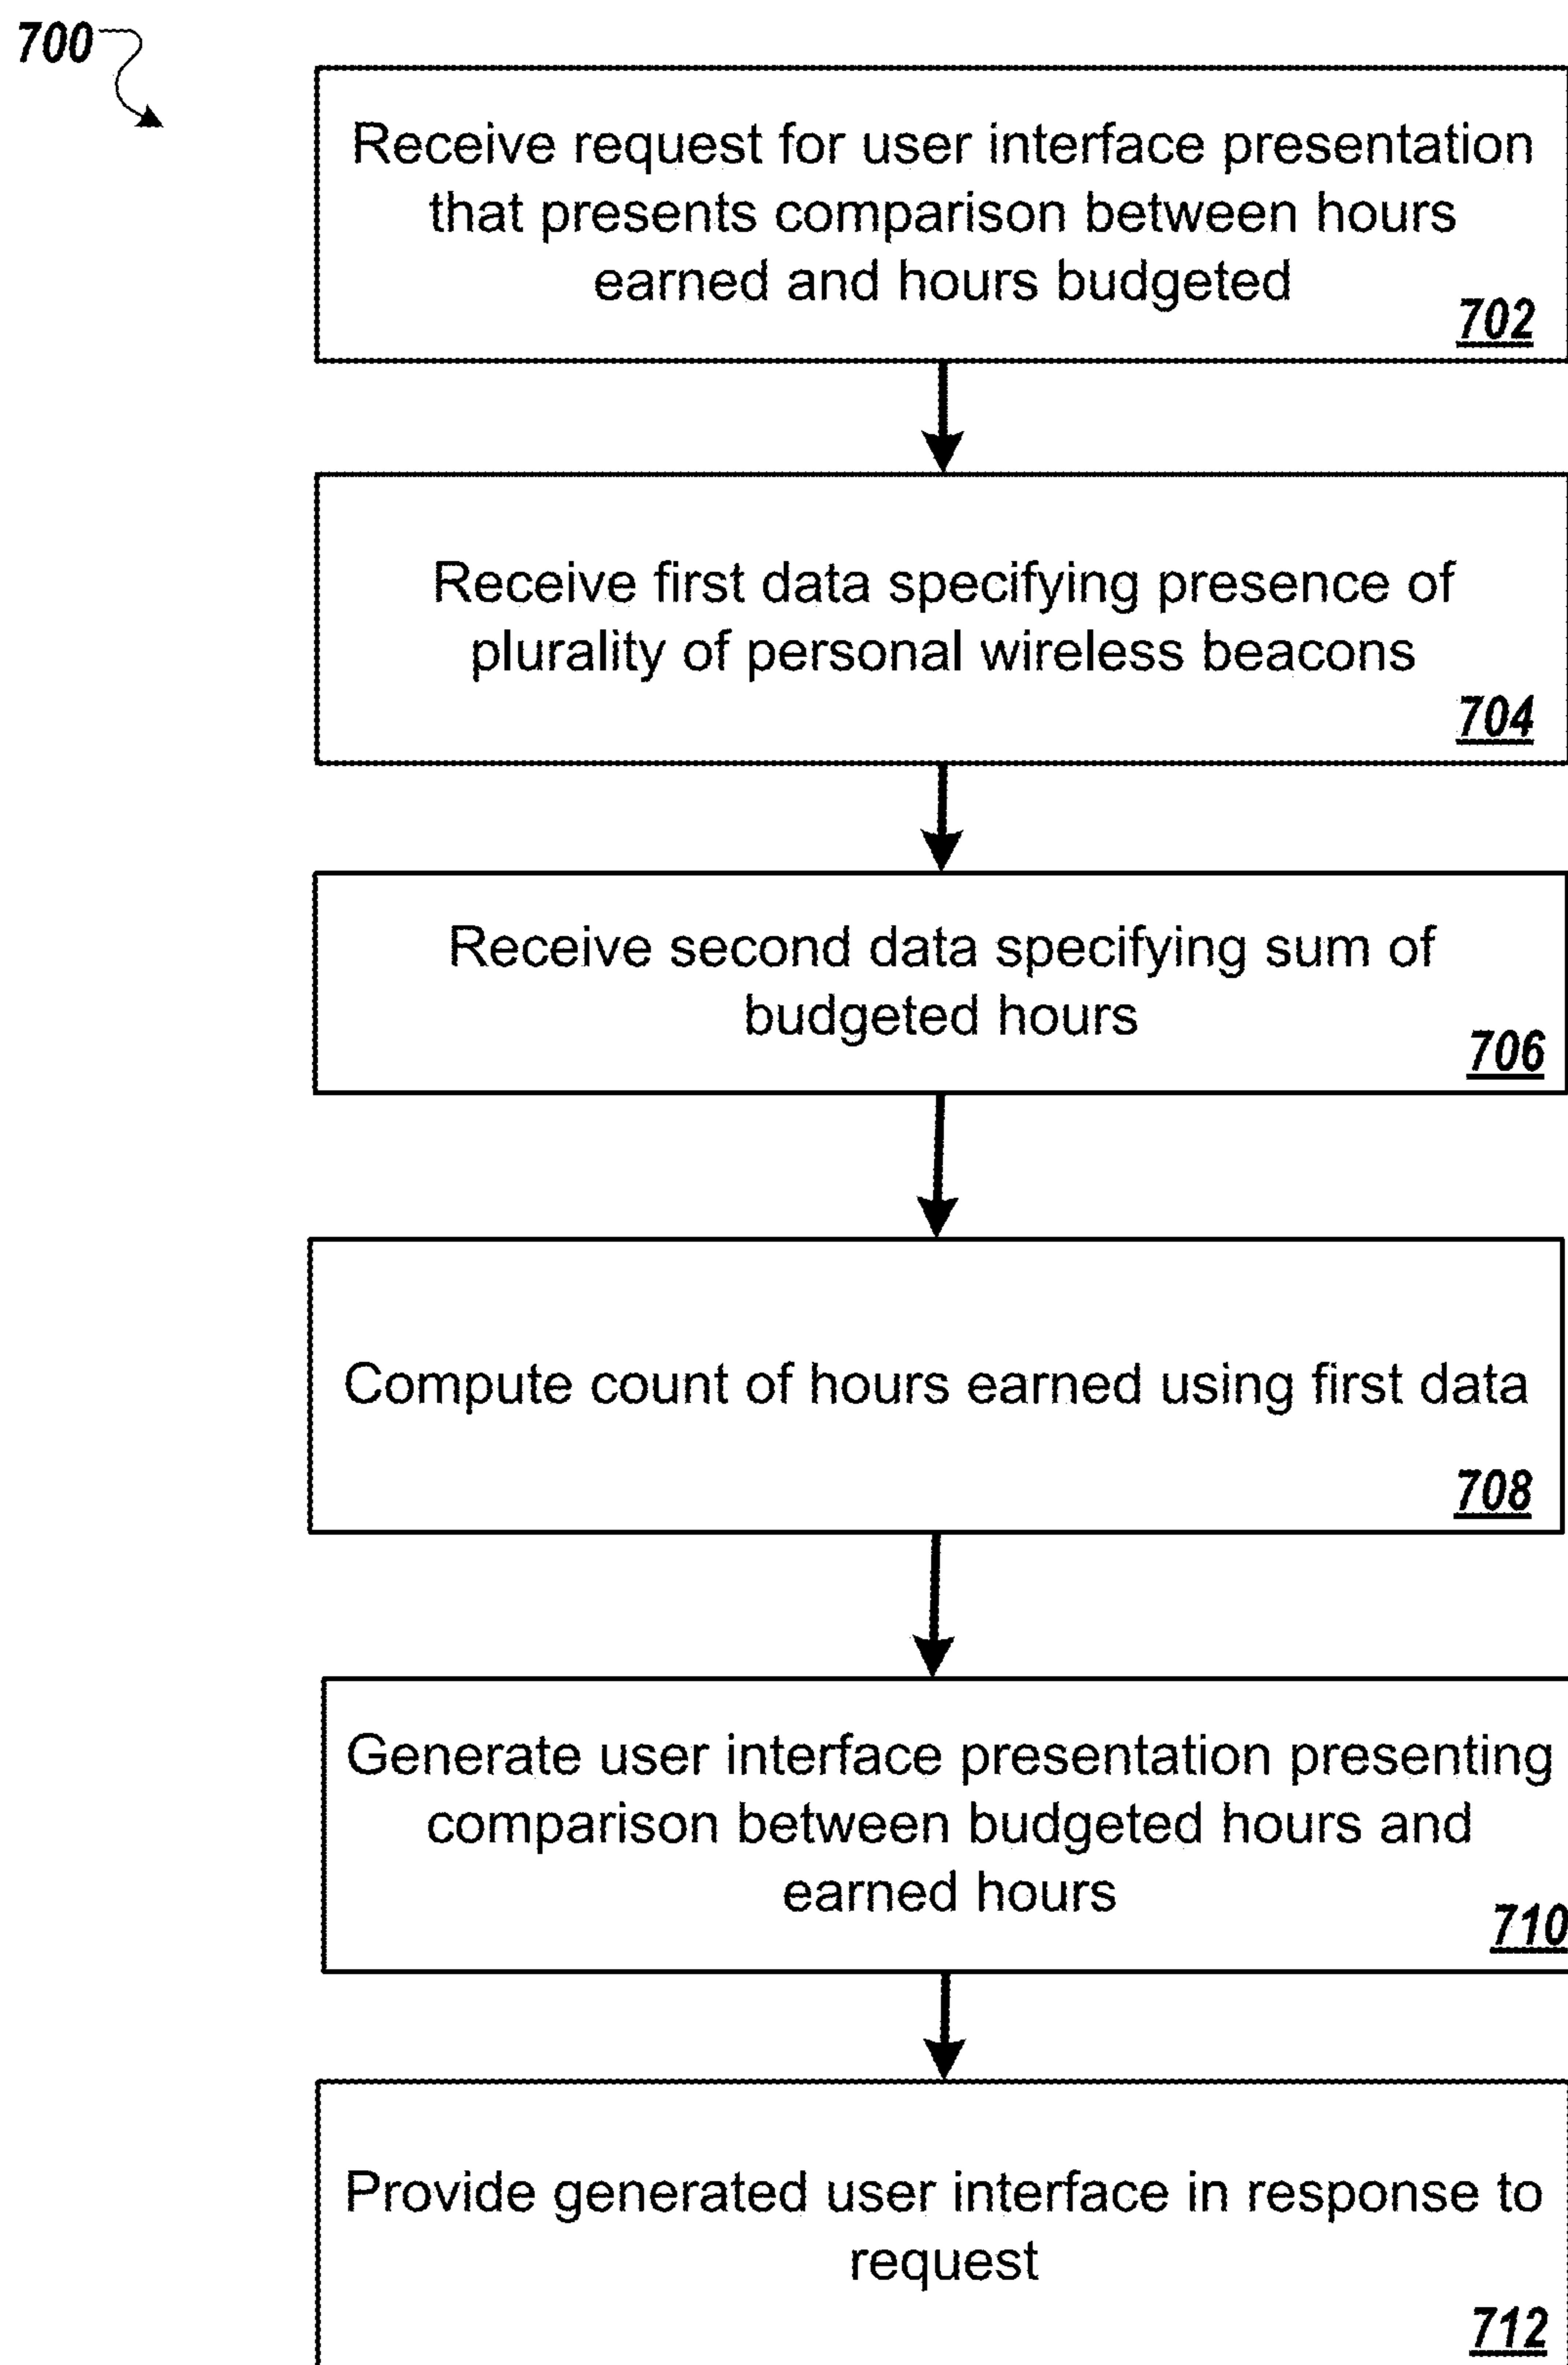 700
Receive request for user interface presentation
that presents comparison between hours
earned and hours budgeted
702
Receive first data specifying presence of
plurality of personal wireless beacons
704
Receive second data specifying sum of
budgeted hours
706
Compute count of hours earned using first data
708
Generate user interface presentation presenting
comparison between budgeted hours and
earned hours
710
Provide generated user interface in response to
request
712